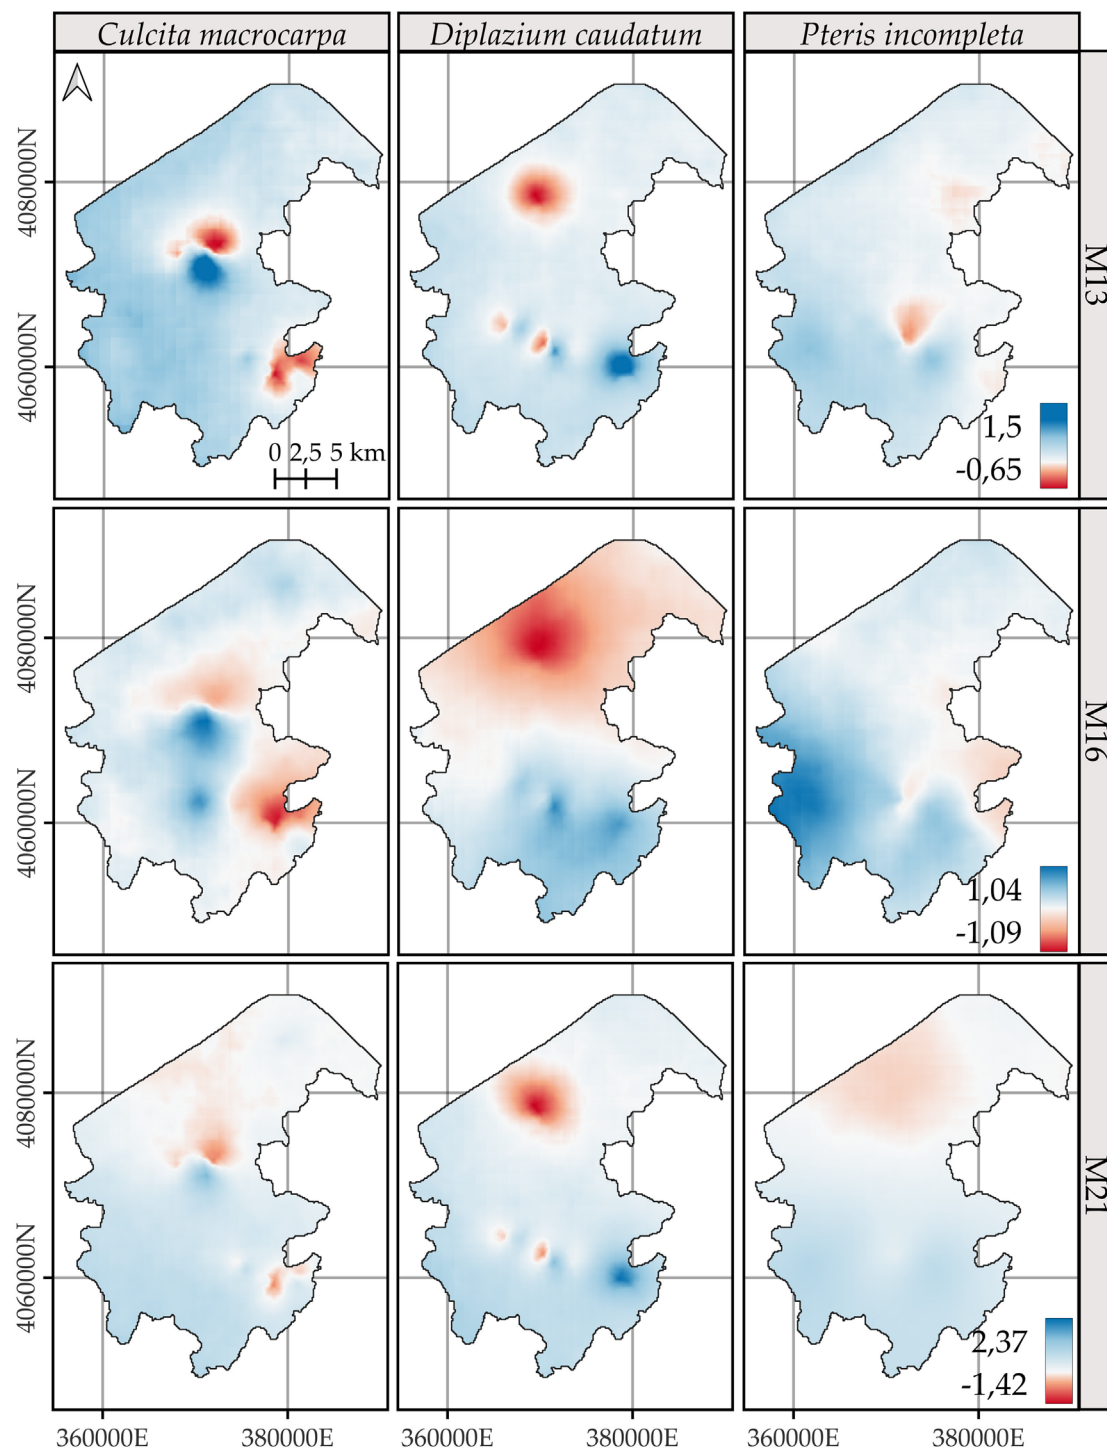 Culcita macrocarpa
Diplazium caudatum
Pteris incompleta
4080000N
4060000N
0 2,5 5 km
1,5
-0,65
M13
4080000N
4060000N
1,04
-1,09
M16
4080000N
4060000N
2,37
-1,42
M21
360000E 380000E 360000E 380000E 360000E 380000E